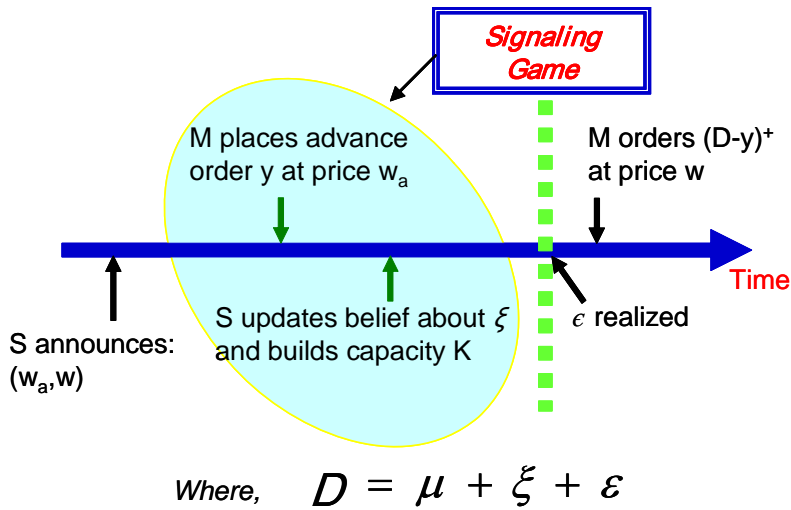 Signaling
Game
M places advance
order y at price wₐ
M orders (D-y)⁺
at price w
Time
S updates belief about ξ
and builds capacity K
ϵ realized
S announces:
(wₐ,w)
Where, D = μ + ξ + ε